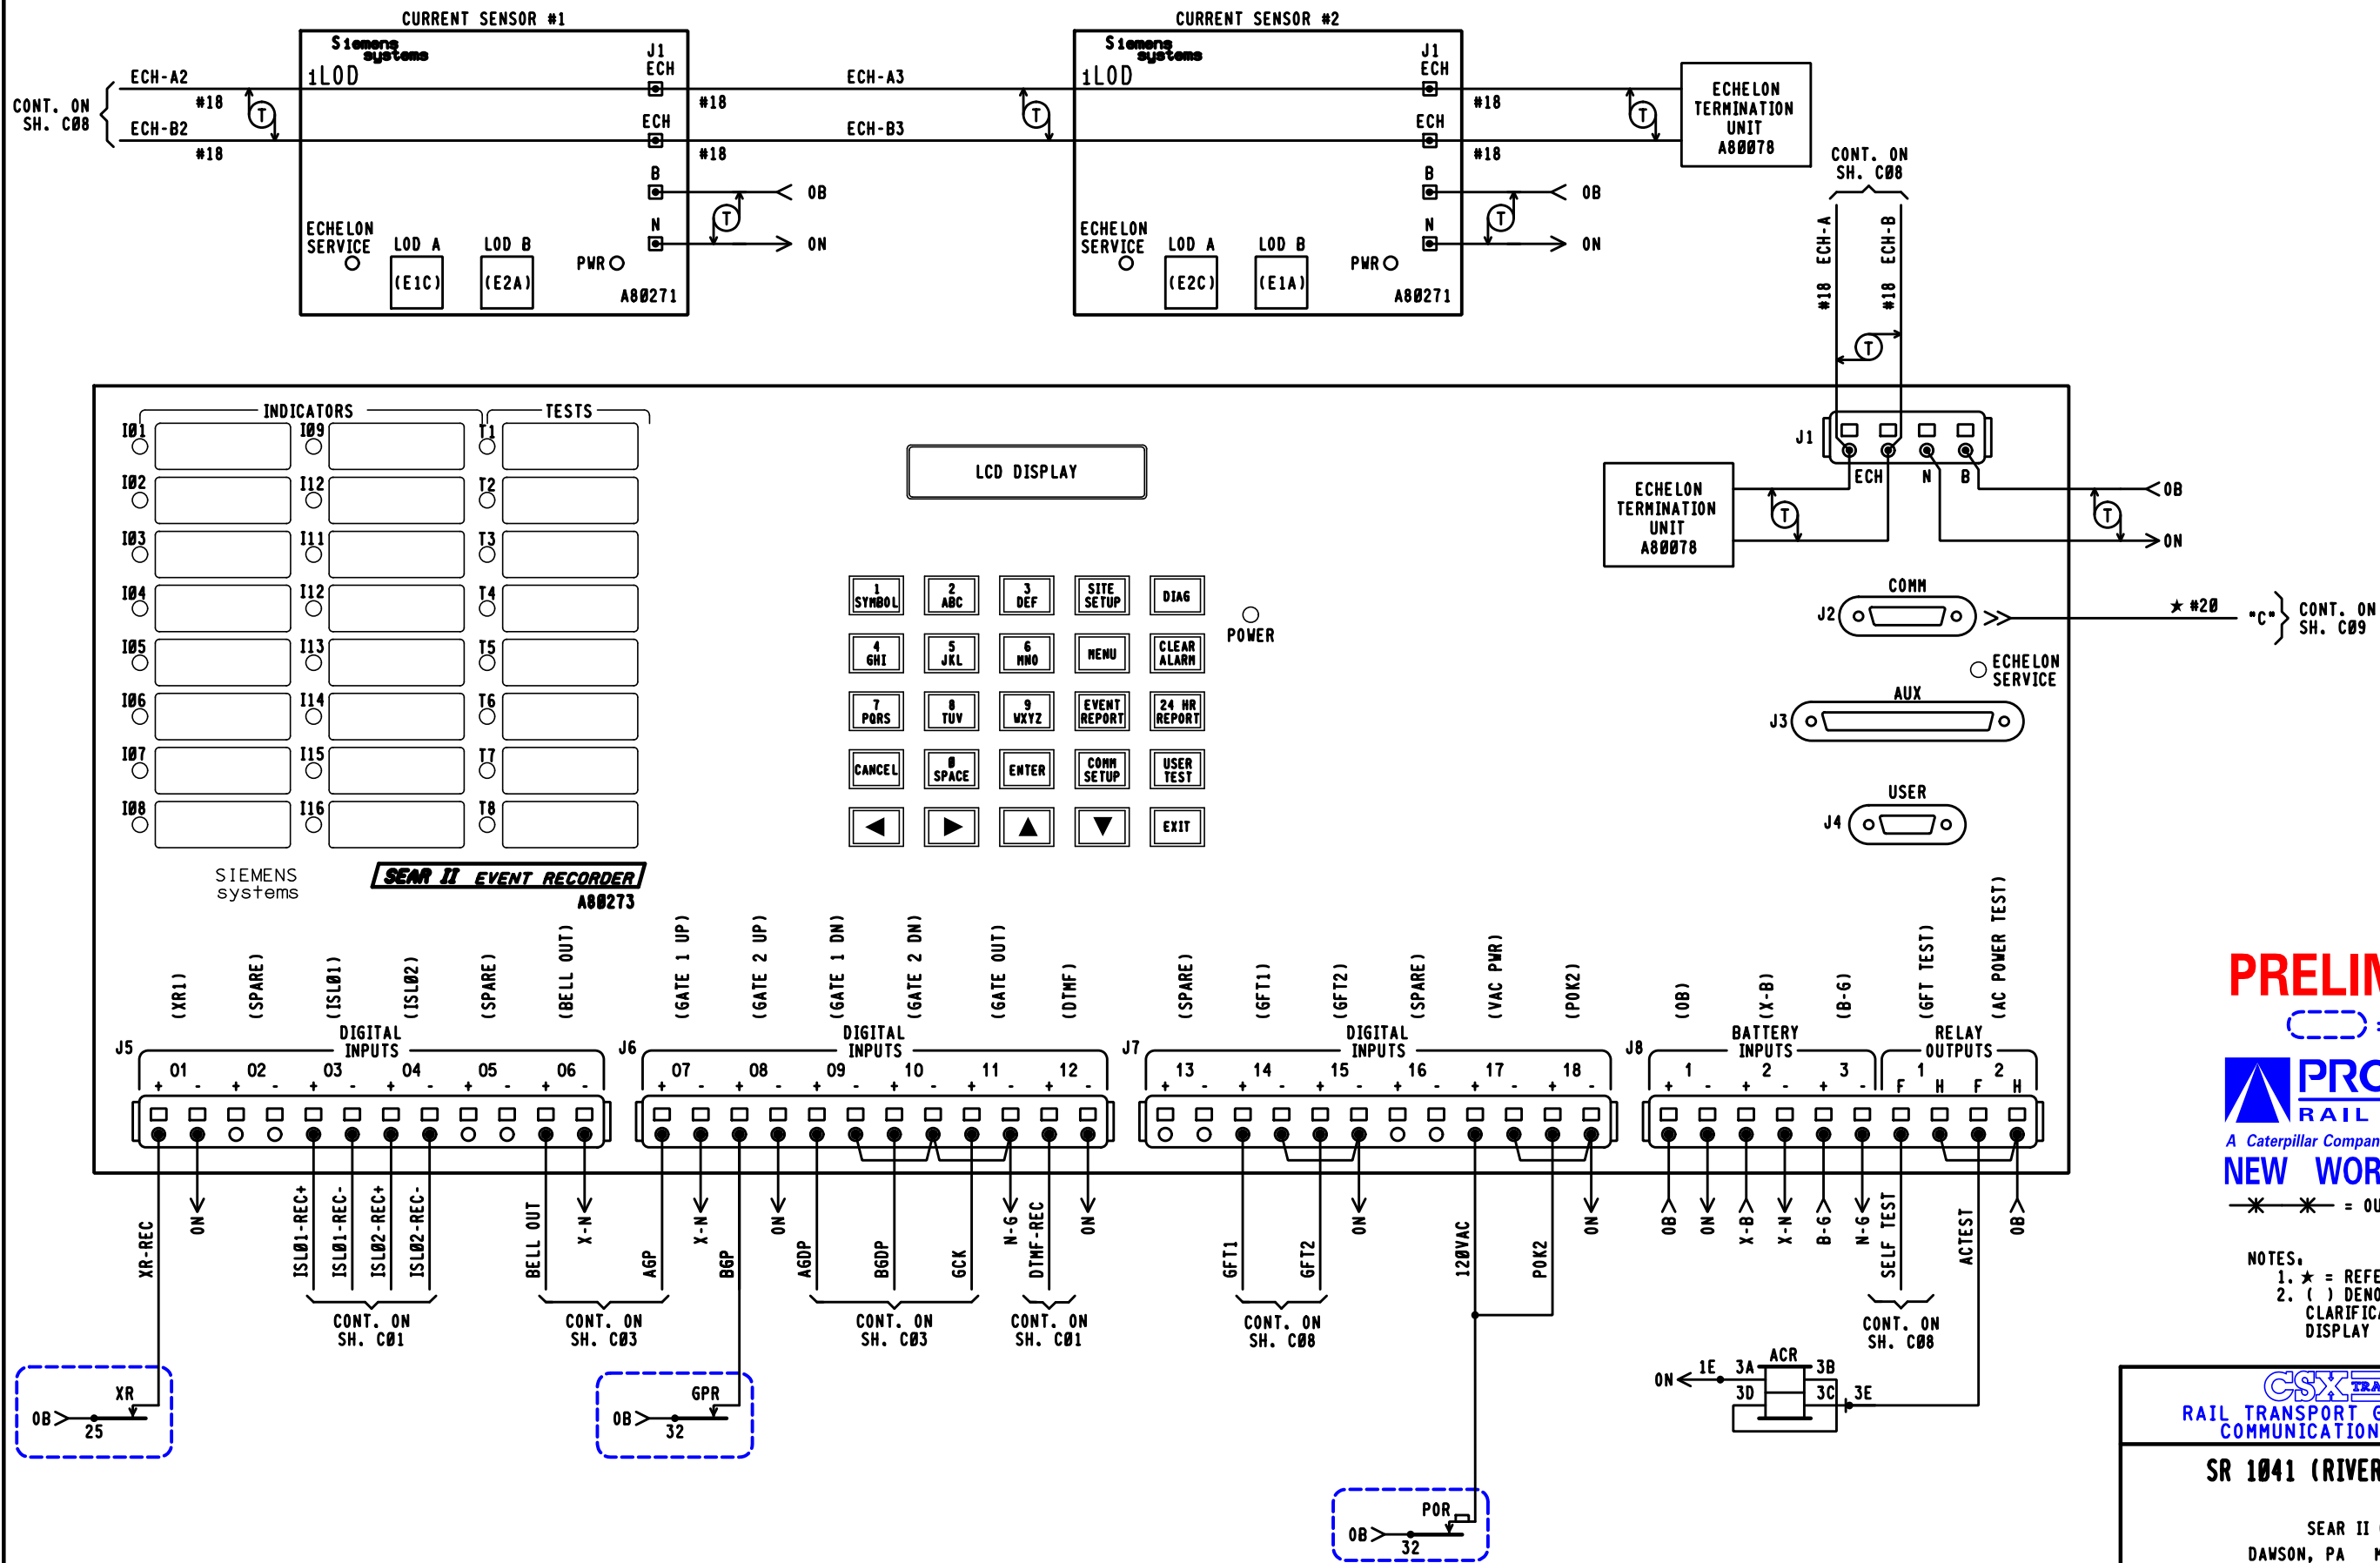 CURRENT SENSOR #1
Siemens
systems
iLOD
J1
ECH
ECH
B
N
ECHELON
SERVICE
LOD A
LOD B
(E1C)
(E2A)
PWR
A80271
CONT. ON
SH. C08
ECH-A2
#18
ECH-B2
#18
T
#18
ECH-A3
#18
ECH-B3
T
T
OB
ON
CURRENT SENSOR #2
Siemens
systems
iLOD
J1
ECH
ECH
B
N
ECHELON
SERVICE
LOD A
LOD B
(E2C)
(E1A)
PWR
A80271
#18
#18
T
T
OB
ON
ECHELON
TERMINATION
UNIT
A80078
CONT. ON
SH. C08
#18 ECH-A
#18 ECH-B
T
INDICATORS
TESTS
I01
I09
T1
I02
I12
T2
I03
I11
T3
I04
I12
T4
I05
I13
T5
I06
I14
T6
I07
I15
T7
I08
I16
T8
SIEMENS
systems
SEAR II EVENT RECORDER
A80273
LCD DISPLAY
1
SYMBOL
2
ABC
3
DEF
SITE
SETUP
DIAG
4
GHI
5
JKL
6
MNO
MENU
CLEAR
ALARM
7
PQRS
8
TUV
9
WXYZ
EVENT
REPORT
24 HR
REPORT
CANCEL
0
SPACE
ENTER
COMM
SETUP
USER
TEST
EXIT
POWER
J1
ECH
N
B
ECHELON
TERMINATION
UNIT
A80078
T
T
OB
ON
COMM
J2
★ #20
"C"
CONT. ON
SH. C09
ECHELON
SERVICE
AUX
J3
USER
J4
(XR1)
(SPARE)
(ISL01)
(ISL02)
(SPARE)
(BELL OUT)
(GATE 1 UP)
(GATE 2 UP)
(GATE 1 DN)
(GATE 2 DN)
(GATE OUT)
(DTMF)
(SPARE)
(GFT1)
(GFT2)
(SPARE)
(VAC PWR)
(POK2)
(OB)
(X-B)
(B-G)
(GFT TEST)
(AC POWER TEST)
J5
DIGITAL
INPUTS
01 02 03 04 05 06
+ - + - + - + - + - + -
J6
DIGITAL
INPUTS
07 08 09 10 11 12
+ - + - + - + - + - + -
J7
DIGITAL
INPUTS
13 14 15 16 17 18
+ - + - + - + - + - + -
J8
BATTERY
INPUTS
1 2 3
+ - + - + -
RELAY
OUTPUTS
1 2
F H F H
XR-REC
ON
ISL01-REC+
ISL01-REC-
ISL02-REC+
ISL02-REC-
BELL OUT
X-N
AGP
X-N
BGP
ON
AGDP
BGDP
GCK
N-G
DTMF-REC
ON
GFT1
GFT2
ON
120VAC
POK2
ON
OB
ON
X-B
X-N
B-G
N-G
SELF TEST
ACTEST
OB
CONT. ON
SH. C01
CONT. ON
SH. C03
CONT. ON
SH. C03
CONT. ON
SH. C01
CONT. ON
SH. C08
CONT. ON
SH. C08
XR
OB
25
GPR
OB
32
POR
OB
32
ON
1E
3A
ACR
3B
3D
3C
3E
PRELIM
=
PRO
RAIL
A Caterpillar Compan
NEW WOR
= OU
NOTES:
1. ★ = REFE
2. ( ) DENO
CLARIFICA
DISPLAY
CSX TRA
RAIL TRANSPORT G
COMMUNICATION
SR 1041 (RIVER
SEAR II
DAWSON, PA M